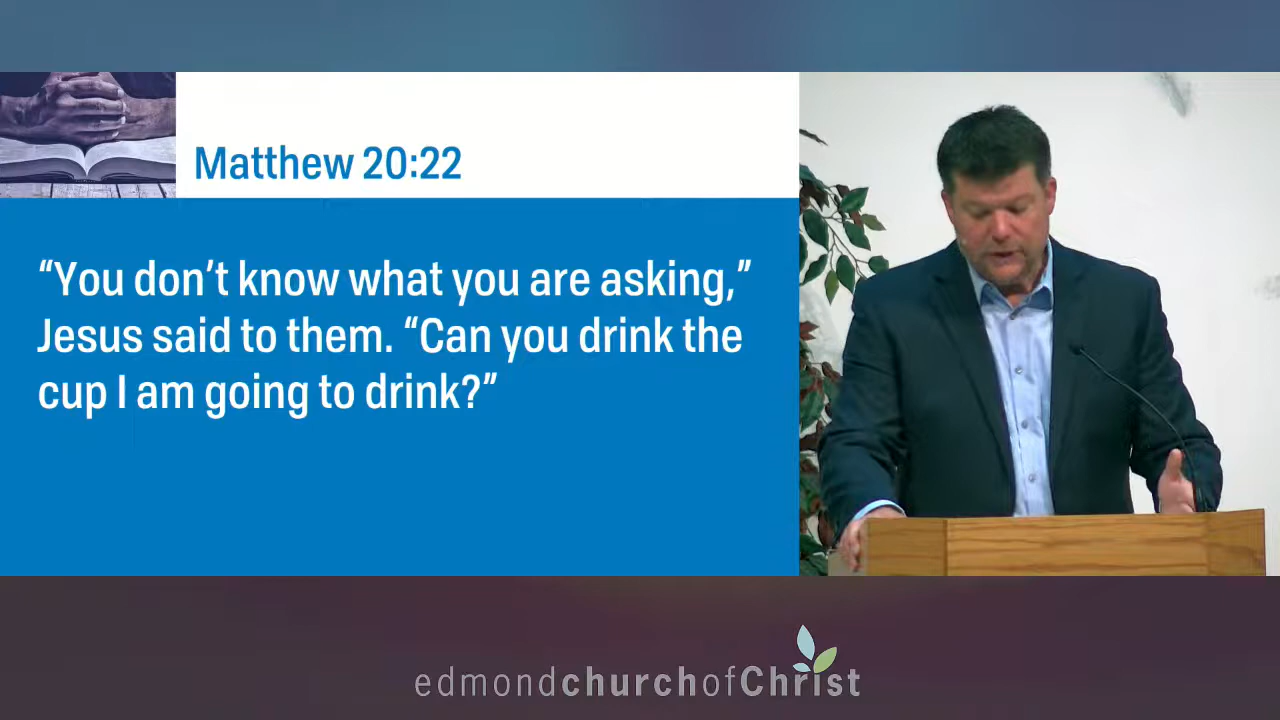 Matthew 20:22
“You don’t know what you are asking,”
Jesus said to them. “Can you drink the
cup I am going to drink?”
edmondchurchofChrist